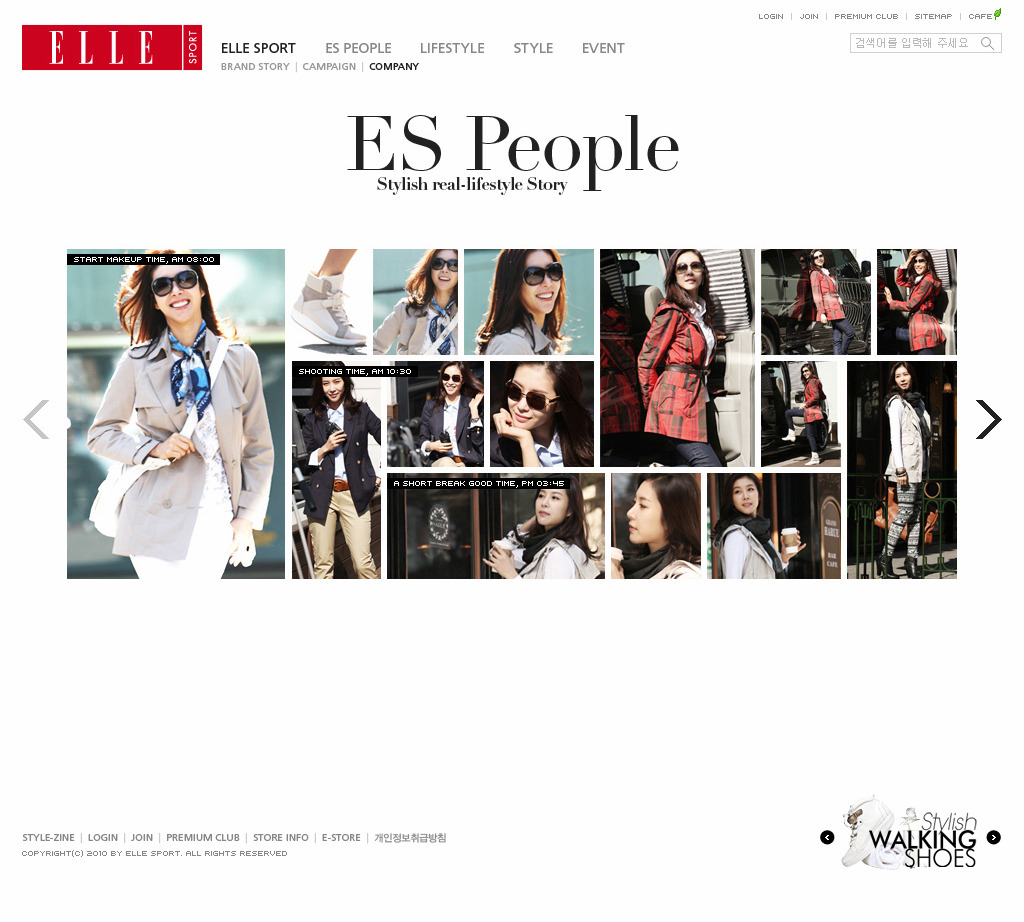 LOGIN | JOIN | PREMIUM CLUB | SITEMAP | CAFE
ELLE SPORT
ELLE SPORT ES PEOPLE LIFESTYLE STYLE EVENT
검색어를 입력해 주세요
BRAND STORY | CAMPAIGN | COMPANY
ES People
Stylish real-lifestyle Story
START MAKEUP TIME, AM 08:00
SHOOTING TIME, AM 10:30
A SHORT BREAK GOOD TIME, PM 03:45
GRAND
BAR
CAFE
Stylish
WALKING
SHOES
STYLE-ZINE | LOGIN | JOIN | PREMIUM CLUB | STORE INFO | E-STORE | 개인정보취급방침
COPYRIGHT(C) 2010 BY ELLE SPORT. ALL RIGHTS RESERVED